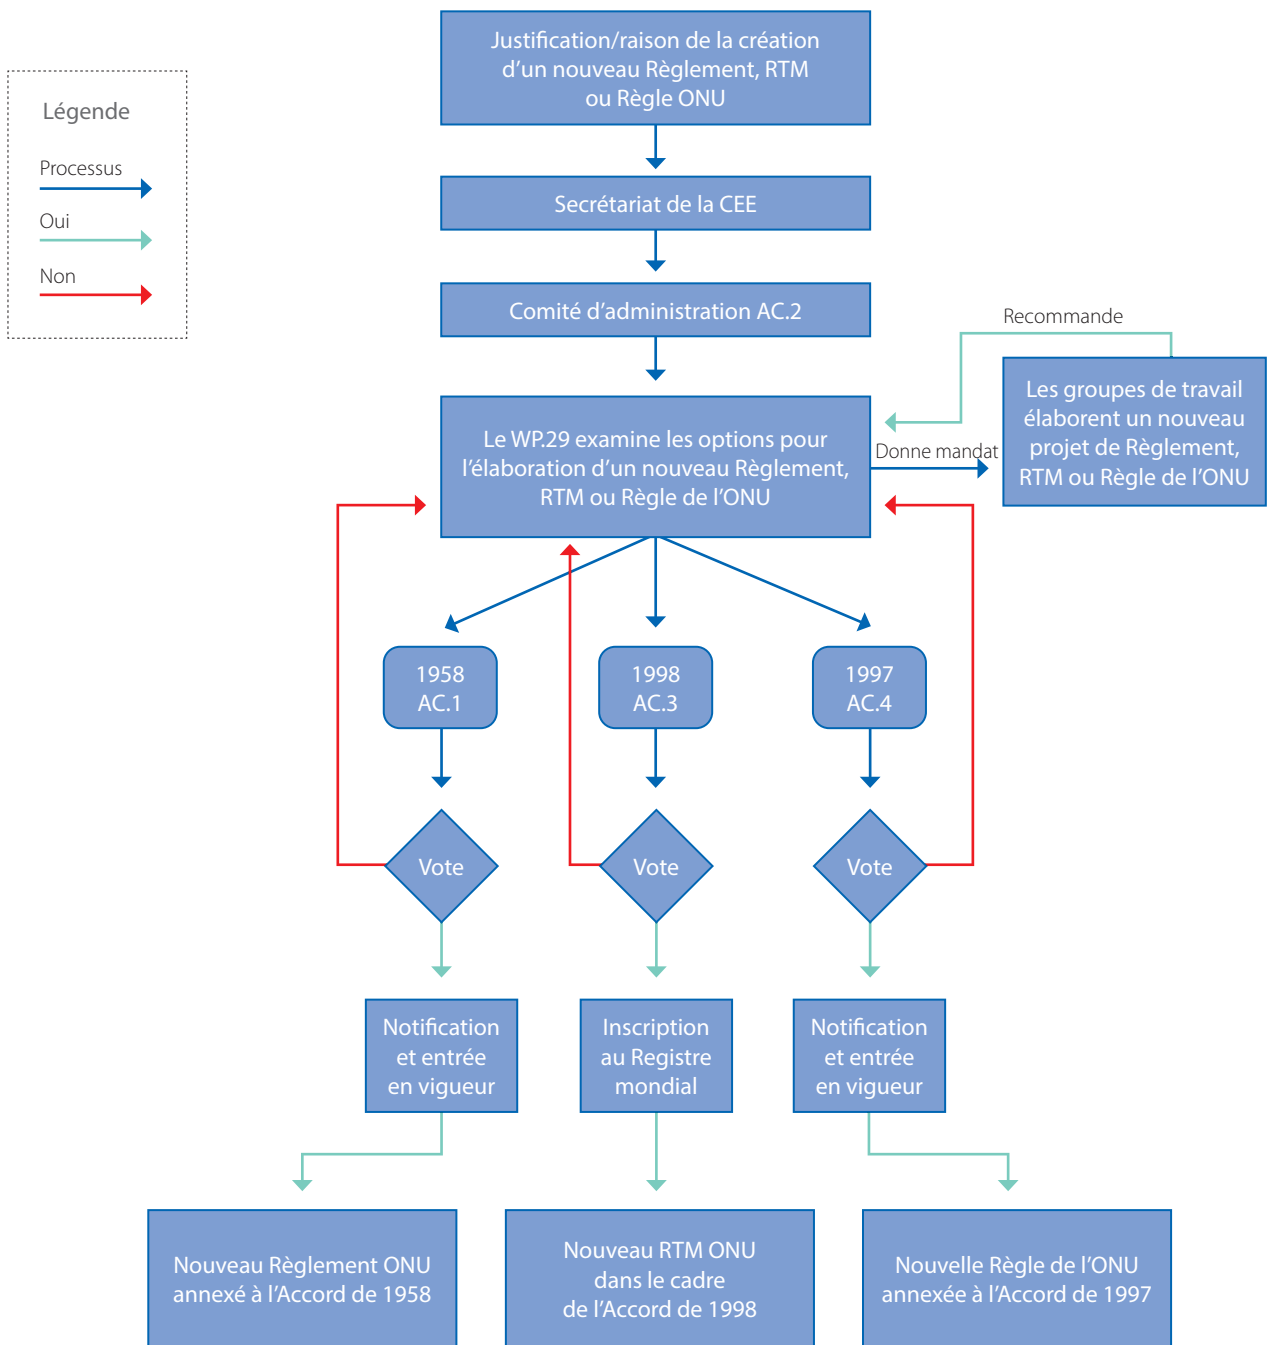 Justification/raison de la création
d’un nouveau Règlement, RTM
ou Règle ONU
Légende
Processus
Oui
Non
Secrétariat de la CEE
Comité d’administration AC.2
Recommande
Les groupes de travail
élaborent un nouveau
projet de Règlement,
RTM ou Règle de l’ONU
Le WP.29 examine les options pour
l’élaboration d’un nouveau Règlement,
RTM ou Règle de l’ONU
Donne mandat
1958
AC.1
1998
AC.3
1997
AC.4
Vote
Vote
Vote
Notification
et entrée
en vigueur
Inscription
au Registre
mondial
Notification
et entrée
en vigueur
Nouveau Règlement ONU
annexé à l’Accord de 1958
Nouveau RTM ONU
dans le cadre
de l’Accord de 1998
Nouvelle Règle de l’ONU
annexée à l’Accord de 1997